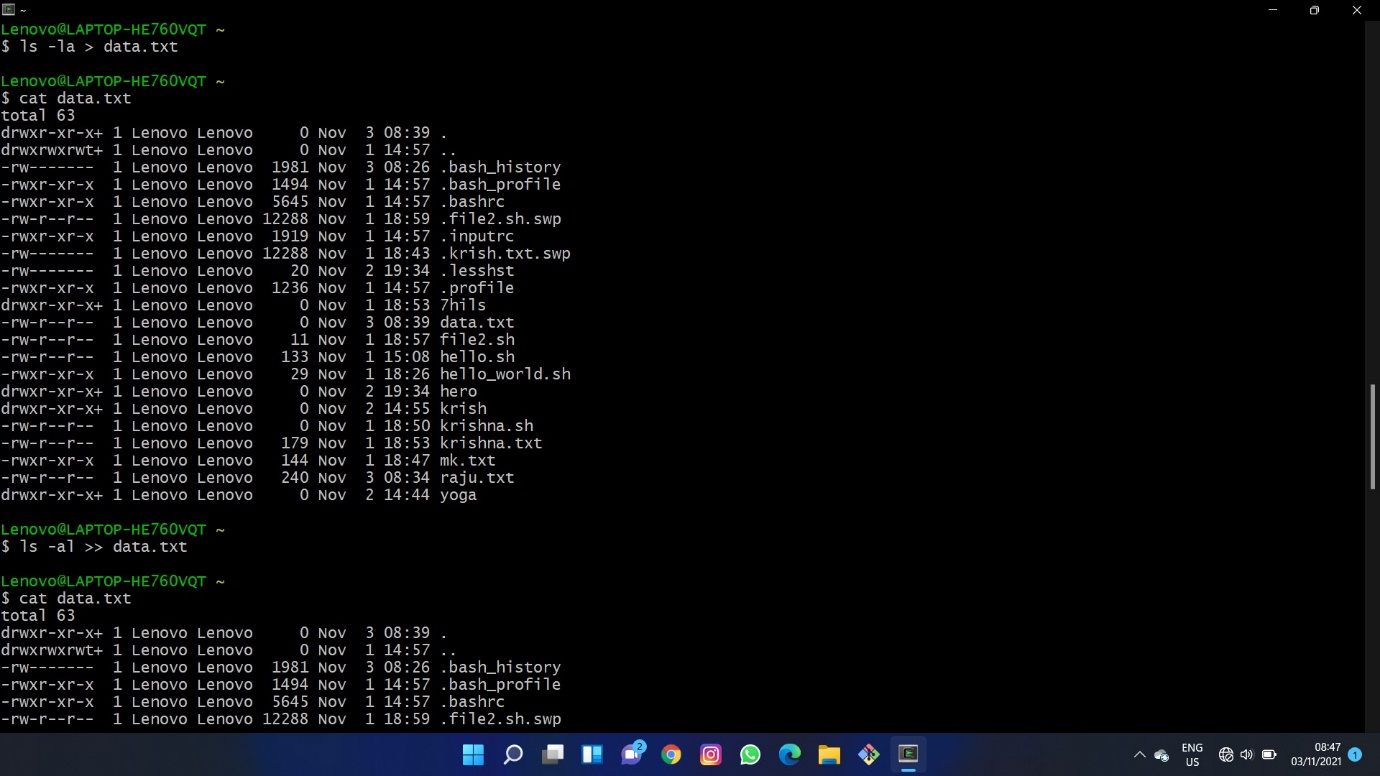 ~
Lenovo@LAPTOP-HE760VQT ~
$ ls -la > data.txt
Lenovo@LAPTOP-HE760VQT ~
$ cat data.txt
total 63
drwxr-xr-x+ 1 Lenovo Lenovo     0 Nov  3 08:39 .
drwxrwxrwt+ 1 Lenovo Lenovo     0 Nov  1 14:57 ..
-rw-------  1 Lenovo Lenovo  1981 Nov  3 08:26 .bash_history
-rwxr-xr-x  1 Lenovo Lenovo  1494 Nov  1 14:57 .bash_profile
-rwxr-xr-x  1 Lenovo Lenovo  5645 Nov  1 14:57 .bashrc
-rw-r--r--  1 Lenovo Lenovo 12288 Nov  1 18:59 .file2.sh.swp
-rwxr-xr-x  1 Lenovo Lenovo  1919 Nov  1 14:57 .inputrc
-rw-------  1 Lenovo Lenovo 12288 Nov  1 18:43 .krish.txt.swp
-rw-------  1 Lenovo Lenovo    20 Nov  2 19:34 .lesshst
-rwxr-xr-x  1 Lenovo Lenovo  1236 Nov  1 14:57 .profile
drwxr-xr-x+ 1 Lenovo Lenovo     0 Nov  1 18:53 7hils
-rw-r--r--  1 Lenovo Lenovo     0 Nov  3 08:39 data.txt
-rw-r--r--  1 Lenovo Lenovo    11 Nov  1 18:57 file2.sh
-rw-r--r--  1 Lenovo Lenovo   133 Nov  1 15:08 hello.sh
-rwxr-xr-x  1 Lenovo Lenovo    29 Nov  1 18:26 hello_world.sh
drwxr-xr-x+ 1 Lenovo Lenovo     0 Nov  2 19:34 hero
drwxr-xr-x+ 1 Lenovo Lenovo     0 Nov  2 14:55 krish
-rw-r--r--  1 Lenovo Lenovo     0 Nov  1 18:50 krishna.sh
-rw-r--r--  1 Lenovo Lenovo   179 Nov  1 18:53 krishna.txt
-rwxr-xr-x  1 Lenovo Lenovo   144 Nov  1 18:47 mk.txt
-rw-r--r--  1 Lenovo Lenovo   240 Nov  3 08:34 raju.txt
drwxr-xr-x+ 1 Lenovo Lenovo     0 Nov  2 14:44 yoga
Lenovo@LAPTOP-HE760VQT ~
$ ls -al >> data.txt
Lenovo@LAPTOP-HE760VQT ~
$ cat data.txt
total 63
drwxr-xr-x+ 1 Lenovo Lenovo     0 Nov  3 08:39 .
drwxrwxrwt+ 1 Lenovo Lenovo     0 Nov  1 14:57 ..
-rw-------  1 Lenovo Lenovo  1981 Nov  3 08:26 .bash_history
-rwxr-xr-x  1 Lenovo Lenovo  1494 Nov  1 14:57 .bash_profile
-rwxr-xr-x  1 Lenovo Lenovo  5645 Nov  1 14:57 .bashrc
-rw-r--r--  1 Lenovo Lenovo 12288 Nov  1 18:59 .file2.sh.swp
2
ENG
US
08:47
03/11/2021
1